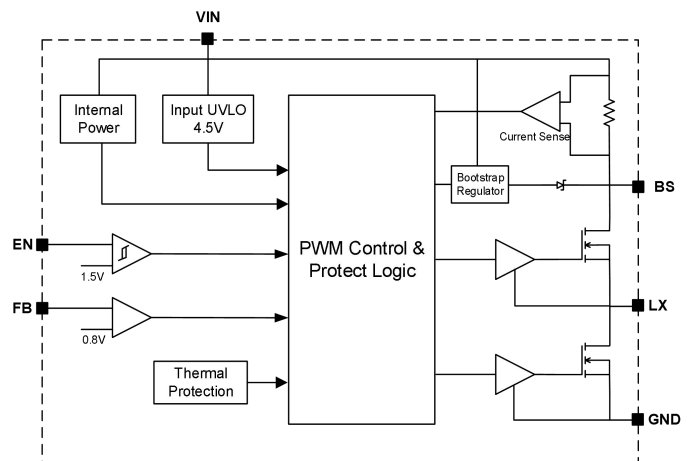 VIN
Internal
Power
Input UVLO
4.5V
Current Sense
Bootstrap
Regulator
BS
EN
1.5V
PWM Control &
Protect Logic
FB
0.8V
LX
Thermal
Protection
GND